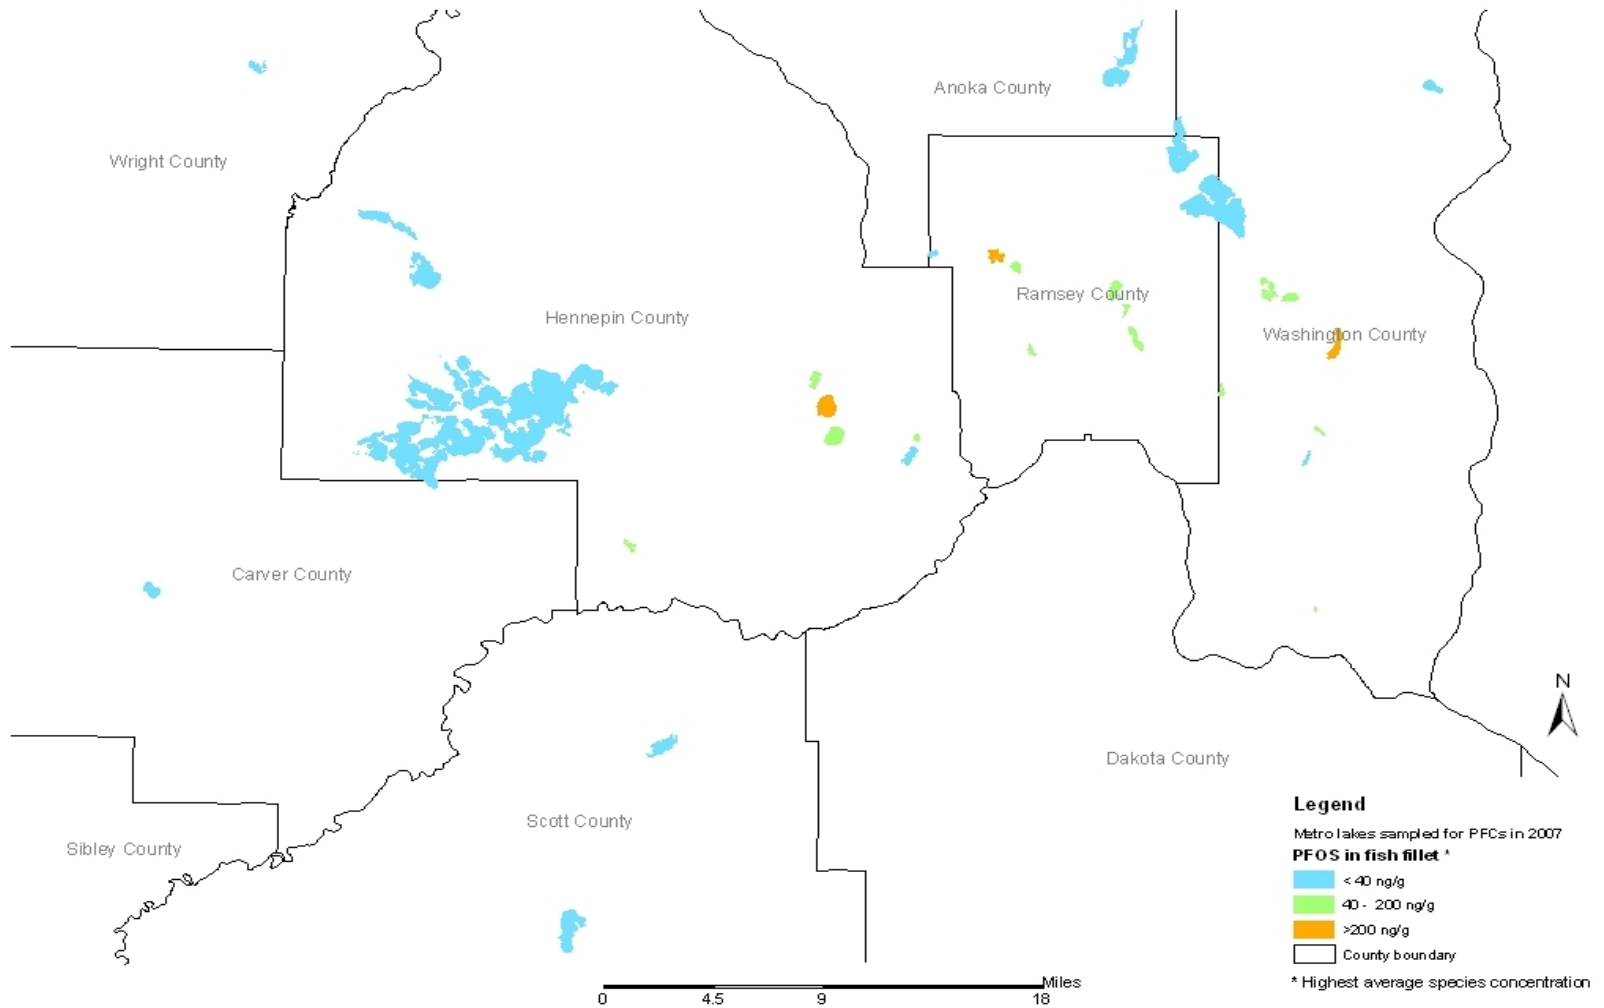 Anoka County
Wright County
Ramsey County
Hennepin County
Washington County
Carver County
N
Dakota County
Scott County
Sibley County
Legend
Metro lakes sampled for PFCs in 2007
PFOS in fish fillet *
< 40 ng/g
40 - 200 ng/g
>200 ng/g
County boundary
* Highest average species concentration
Miles
0 4.5 9 18